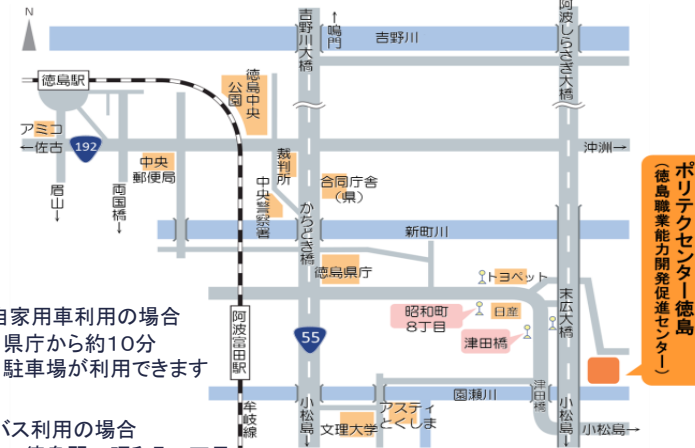 N
吉野川大橋
↑鳴門
吉野川
阿波しらさぎ大橋
徳島駅
徳島中央
公園
アミコ
←佐古
192
中央
郵便局
裁判所
中央警察署
合同庁舎
(県)
沖洲→
眉山↓
両国橋↓
かちどき橋
新町川
徳島県庁
トヨペット
ポリテクセンター徳島
(徳島職業能力開発促進センター)
昭和町
8丁目
日産
末広大橋
津田橋
自家用車利用の場合
県庁から約10分
駐車場が利用できます
阿波富田駅
55
園瀬川
津田橋
バス利用の場合
牟岐線
小松島↓
文理大学
アスティ
とくしま
小松島↓
小松島→